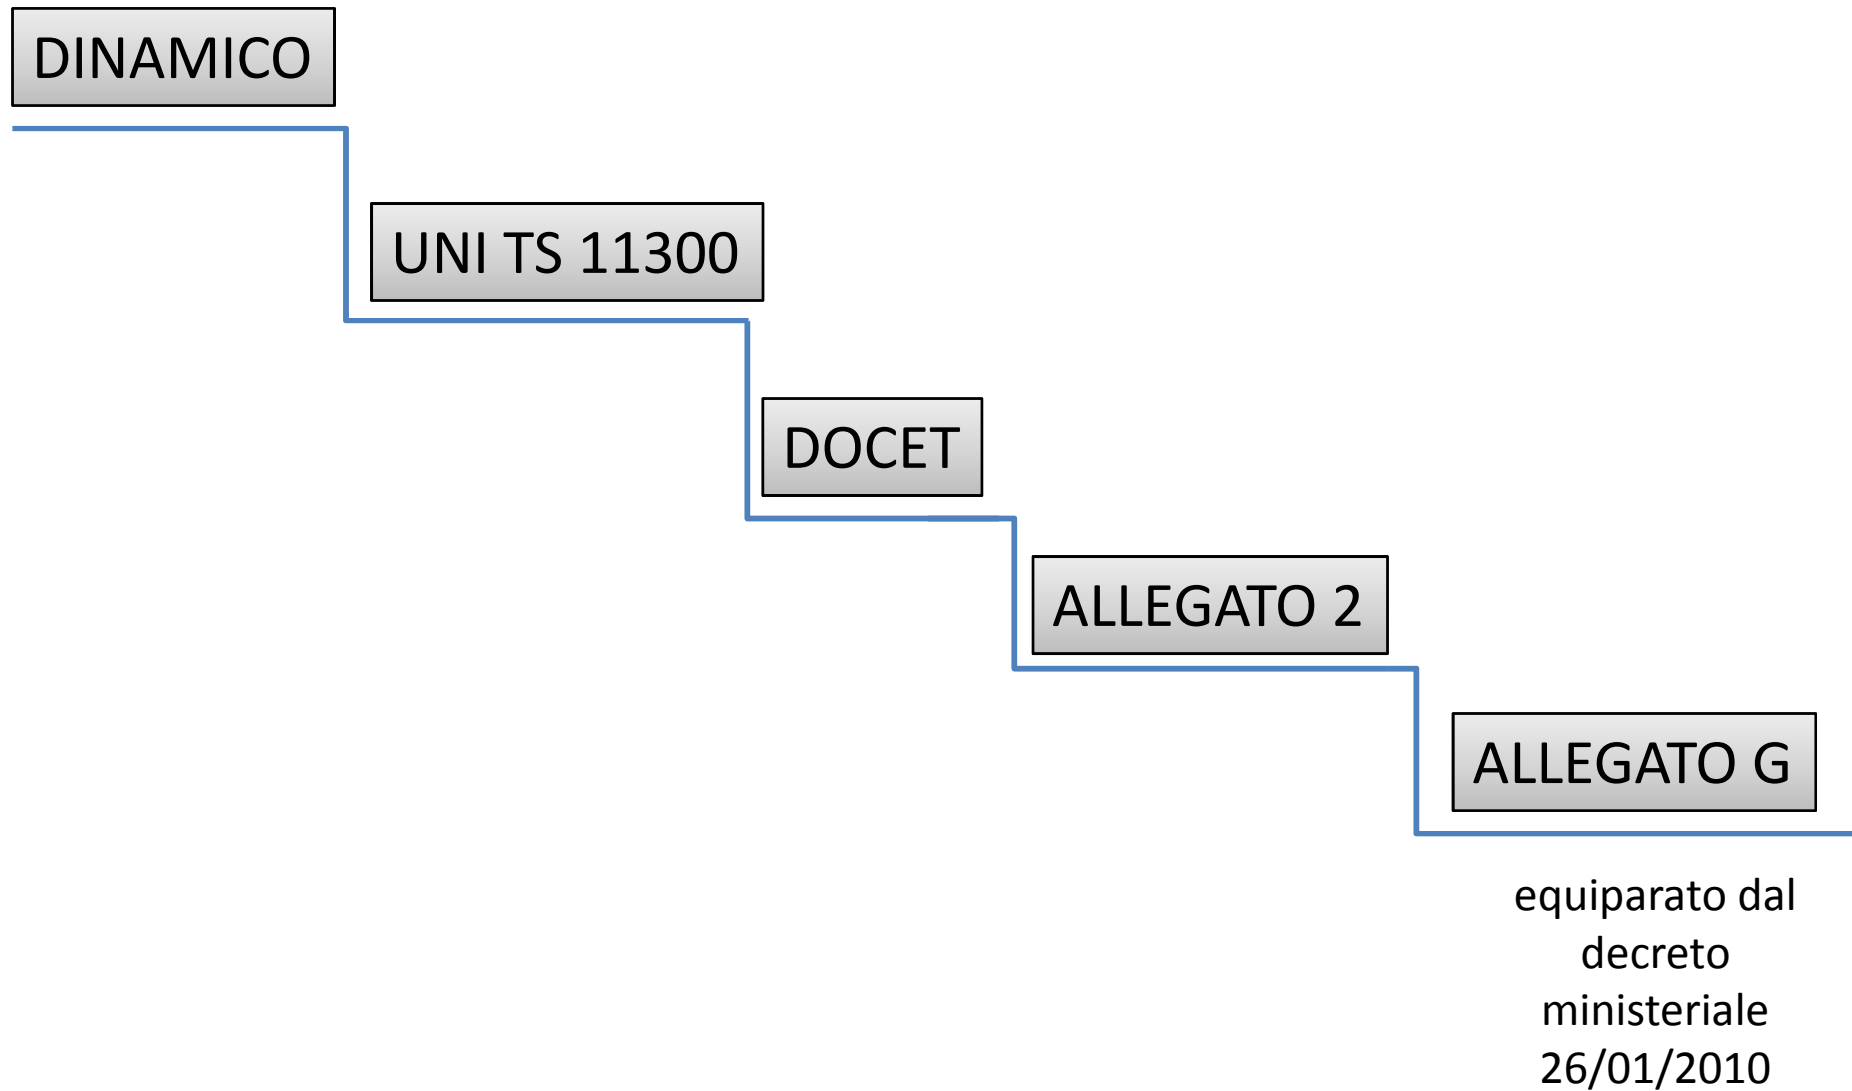 DINAMICO
UNI TS 11300
DOCET
ALLEGATO 2
ALLEGATO G
equiparato dal
decreto
ministeriale
26/01/2010